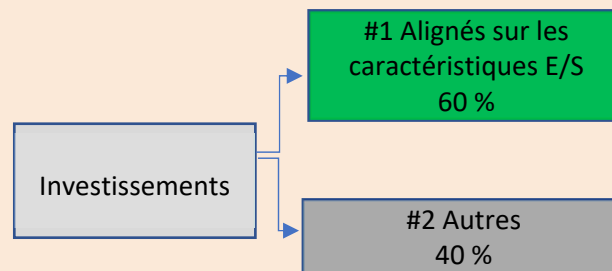 #1 Alignés sur les
caractéristiques E/S
60 %
Investissements
#2 Autres
40 %